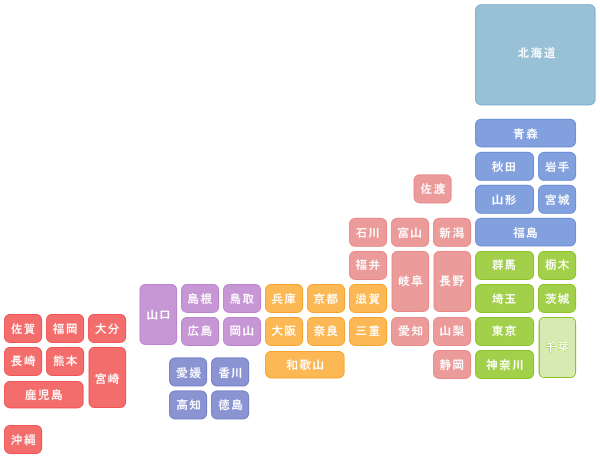 北海道
青森
秋田
岩手
佐渡
山形
宮城
石川
富山
新潟
福島
福井
岐阜
長野
群馬
栃木
山口
島根
鳥取
兵庫
京都
滋賀
埼玉
茨城
佐賀
福岡
大分
広島
岡山
大阪
奈良
三重
愛知
山梨
東京
千葉
長崎
熊本
宮崎
愛媛
香川
和歌山
静岡
神奈川
鹿児島
高知
徳島
沖縄